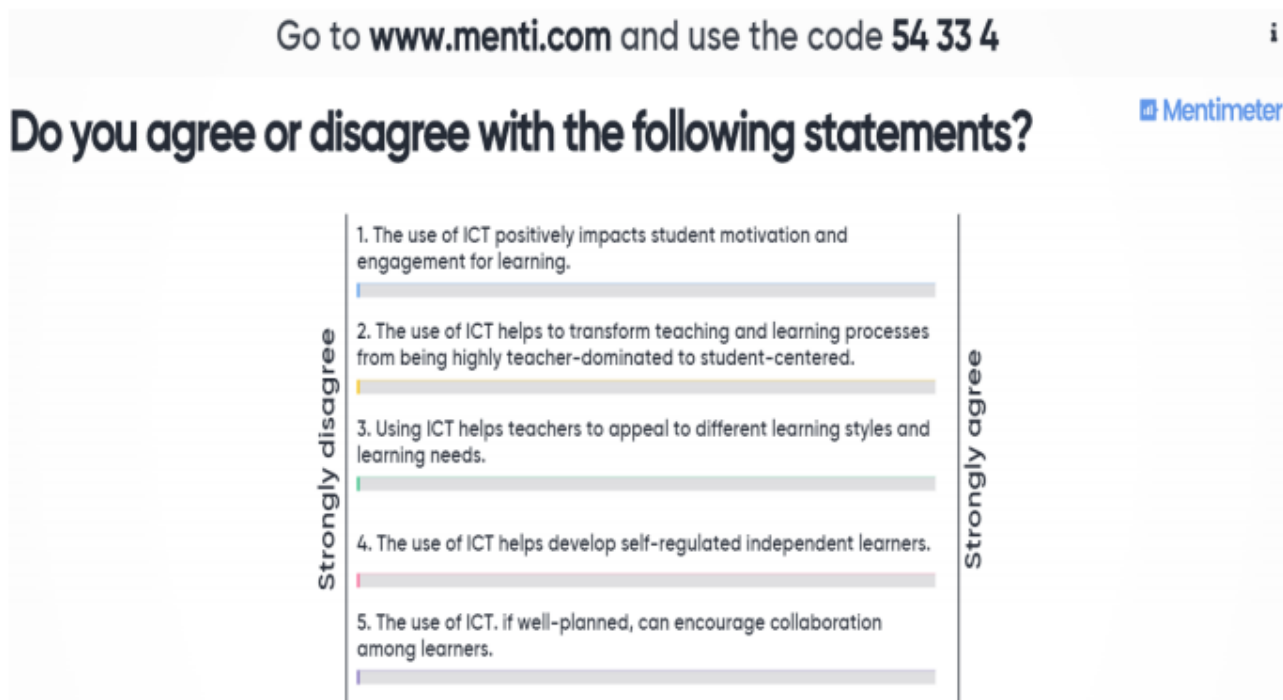 Go to www.menti.com and use the code 54 33 4
i
Mentimeter
Do you agree or disagree with the following statements?
Strongly disagree
1. The use of ICT positively impacts student motivation and
engagement for learning.
2. The use of ICT helps to transform teaching and learning processes
from being highly teacher-dominated to student-centered.
3. Using ICT helps teachers to appeal to different learning styles and
learning needs.
4. The use of ICT helps develop self-regulated independent learners.
5. The use of ICT. if well-planned, can encourage collaboration
among learners.
Strongly agree